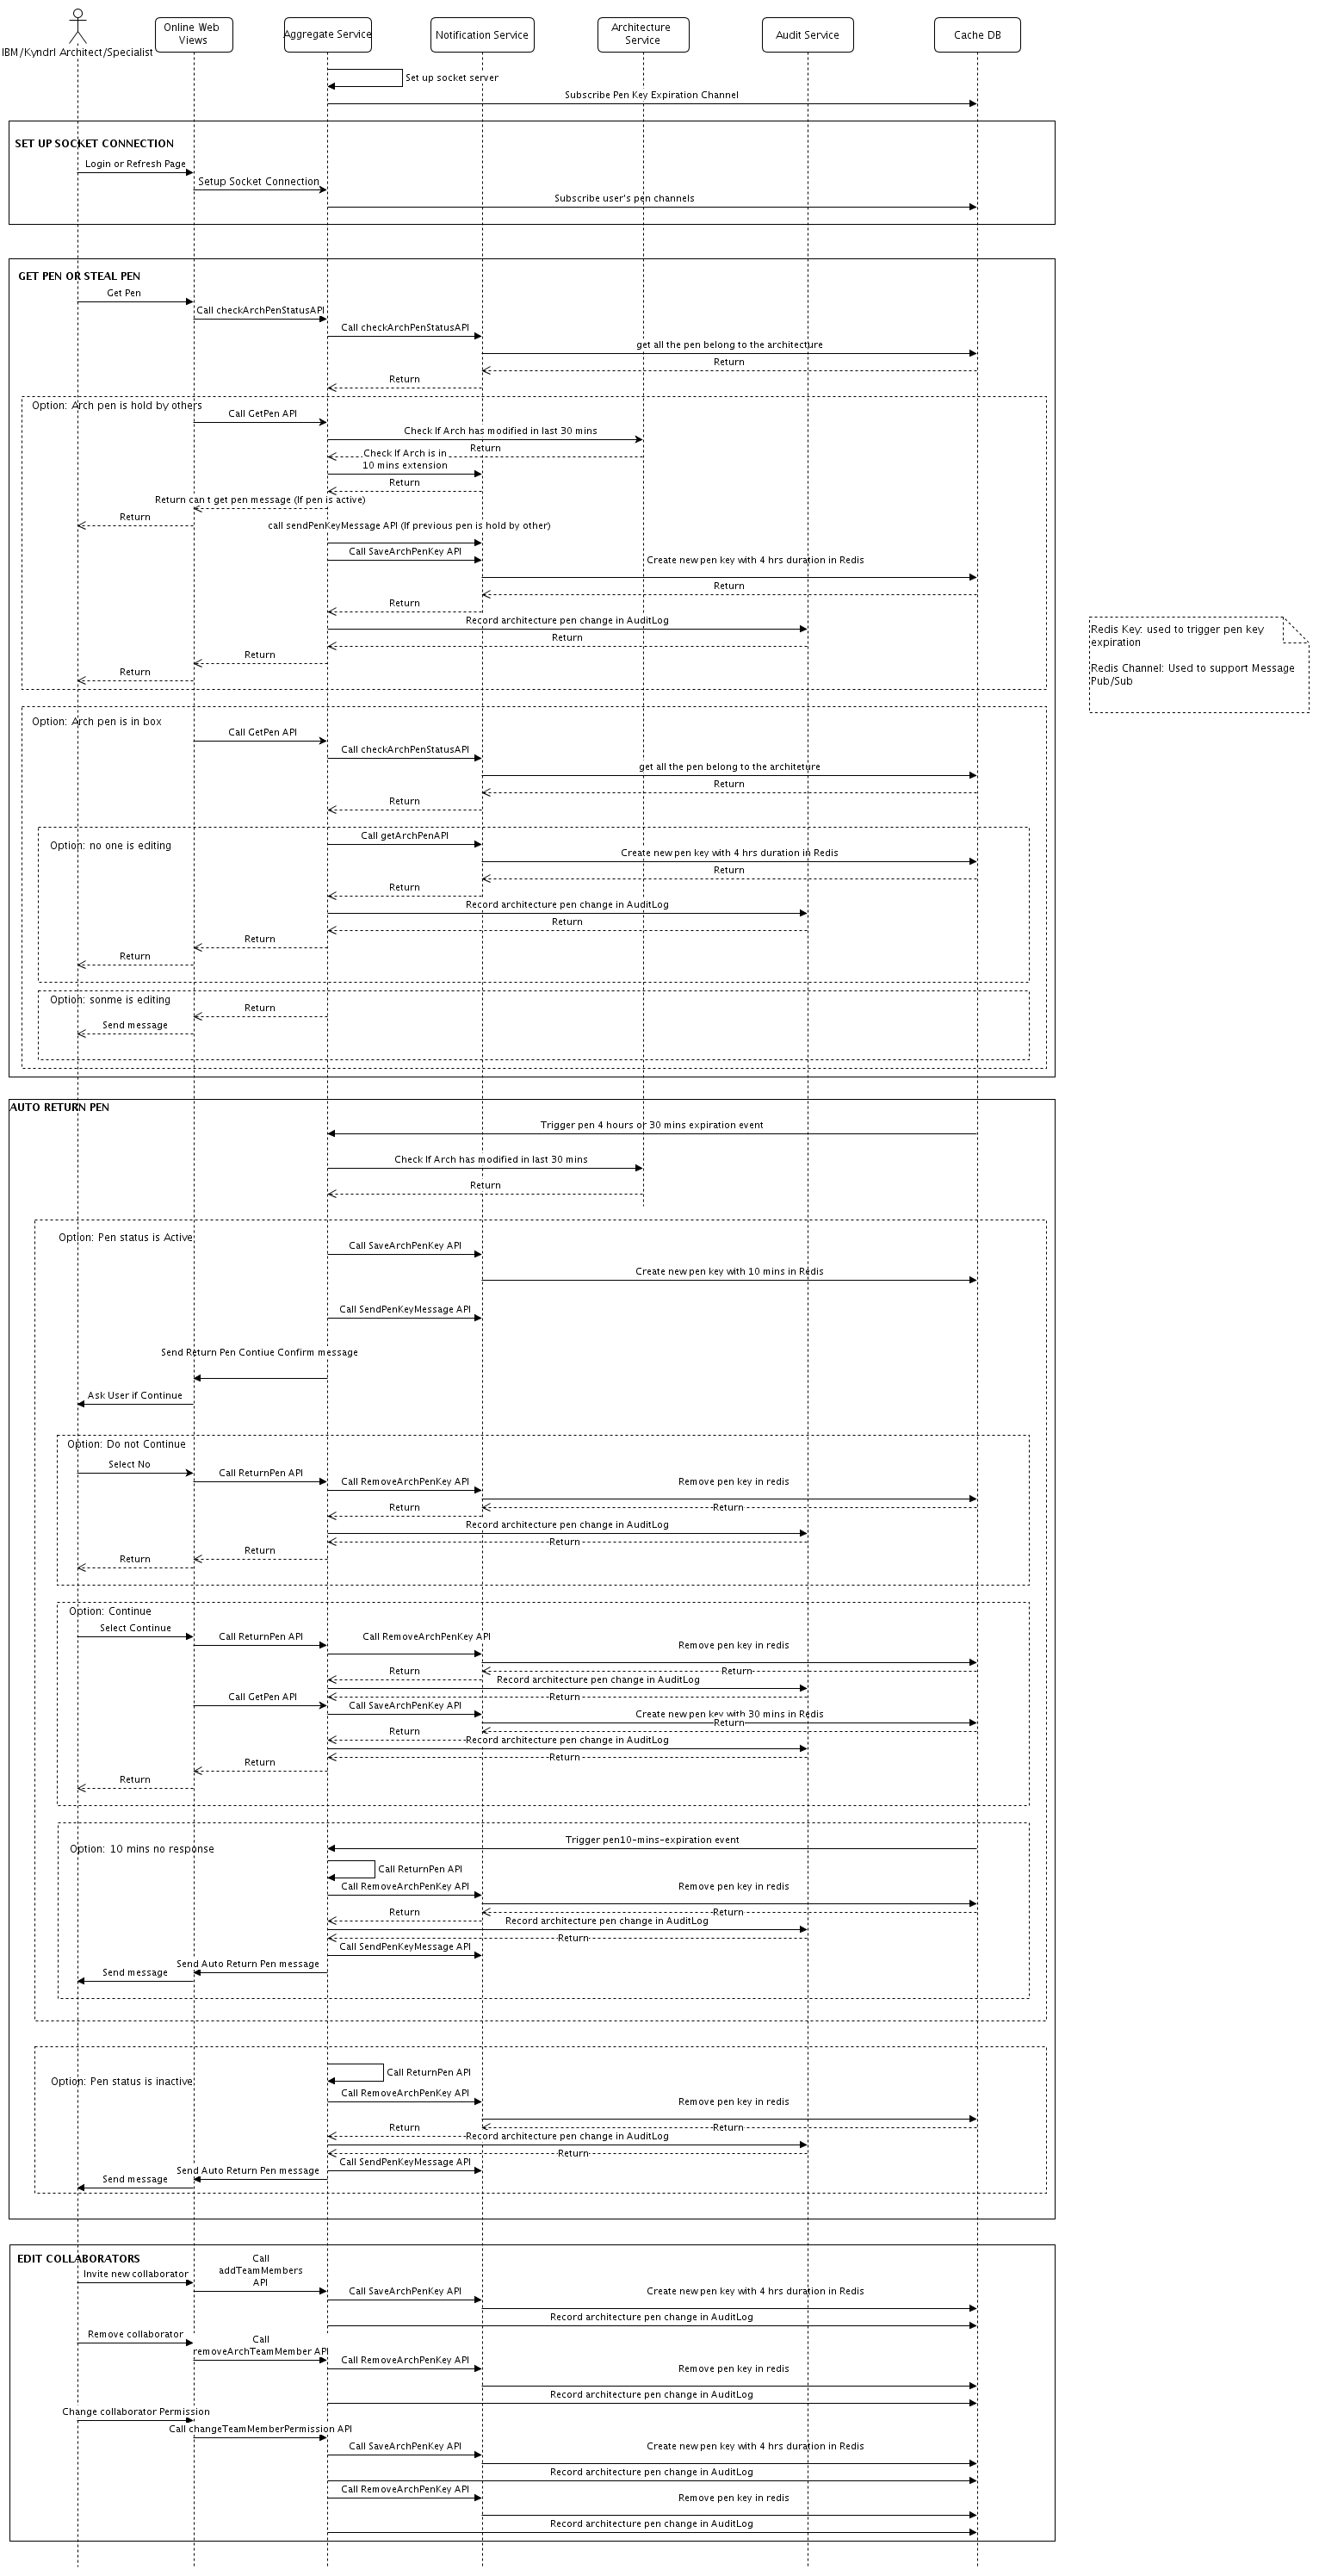 IBM/Kyndrl Architect/Specialist
Online Web
Views
Aggregate Service
Notification Service
Architecture
Service
Audit Service
Cache DB
Set up socket server
Subscribe Pen Key Expiration Channel
SET UP SOCKET CONNECTION
Login or Refresh Page
Setup Socket Connection
Subscribe user's pen channels
GET PEN OR STEAL PEN
Get Pen
Call checkArchPenStatusAPI
Call checkArchPenStatusAPI
get all the pen belong to the architecture
Return
Return
Option: Arch pen is hold by others
Call GetPen API
Check If Arch has modified in last 30 mins
Return
Check If Arch is in
10 mins extension
Return
Return can t get pen message (If pen is active)
Return
call sendPenKeyMessage API (If previous pen is hold by other)
Call SaveArchPenKey API
Create new pen key with 4 hrs duration in Redis
Return
Return
Record architecture pen change in AuditLog
Return
Return
Return
Redis Key: used to trigger pen key
expiration
Redis Channel: Used to support Message
Pub/Sub
Option: Arch pen is in box
Call GetPen API
Call checkArchPenStatusAPI
get all the pen belong to the architeture
Return
Return
Option: no one is editing
Call getArchPenAPI
Create new pen key with 4 hrs duration in Redis
Return
Return
Record architecture pen change in AuditLog
Return
Return
Return
Option: sonme is editing
Return
Send message
AUTO RETURN PEN
Trigger pen 4 hours or 30 mins expiration event
Check If Arch has modified in last 30 mins
Return
Option: Pen status is Active
Call SaveArchPenKey API
Create new pen key with 10 mins in Redis
Call SendPenKeyMessage API
Send Return Pen Contiue Confirm message
Ask User if Continue
Option: Do not Continue
Select No
Call ReturnPen API
Call RemoveArchPenKey API
Remove pen key in redis
Return
Return
Record architecture pen change in AuditLog
Return
Return
Return
Option: Continue
Select Continue
Call ReturnPen API
Call RemoveArchPenKey API
Remove pen key in redis
Return
Return
Record architecture pen change in AuditLog
Return
Call GetPen API
Call SaveArchPenKey API
Create new pen key with 30 mins in Redis
Return
Return
Record architecture pen change in AuditLog
Return
Return
Return
Trigger pen10-mins-expiration event
Option: 10 mins no response
Call ReturnPen API
Call RemoveArchPenKey API
Remove pen key in redis
Return
Return
Record architecture pen change in AuditLog
Return
Call SendPenKeyMessage API
Send Auto Return Pen message
Send message
Call ReturnPen API
Option: Pen status is inactive
Call RemoveArchPenKey API
Remove pen key in redis
Return
Return
Record architecture pen change in AuditLog
Return
Call SendPenKeyMessage API
Send Auto Return Pen message
Send message
EDIT COLLABORATORS
Invite new collaborator
Call
addTeamMembers
API
Call SaveArchPenKey API
Create new pen key with 4 hrs duration in Redis
Record architecture pen change in AuditLog
Remove collaborator
Call
removeArchTeamMember API
Call RemoveArchPenKey API
Remove pen key in redis
Record architecture pen change in AuditLog
Change collaborator Permission
Call changeTeamMemberPermission API
Call SaveArchPenKey API
Create new pen key with 4 hrs duration in Redis
Record architecture pen change in AuditLog
Call RemoveArchPenKey API
Remove pen key in redis
Record architecture pen change in AuditLog